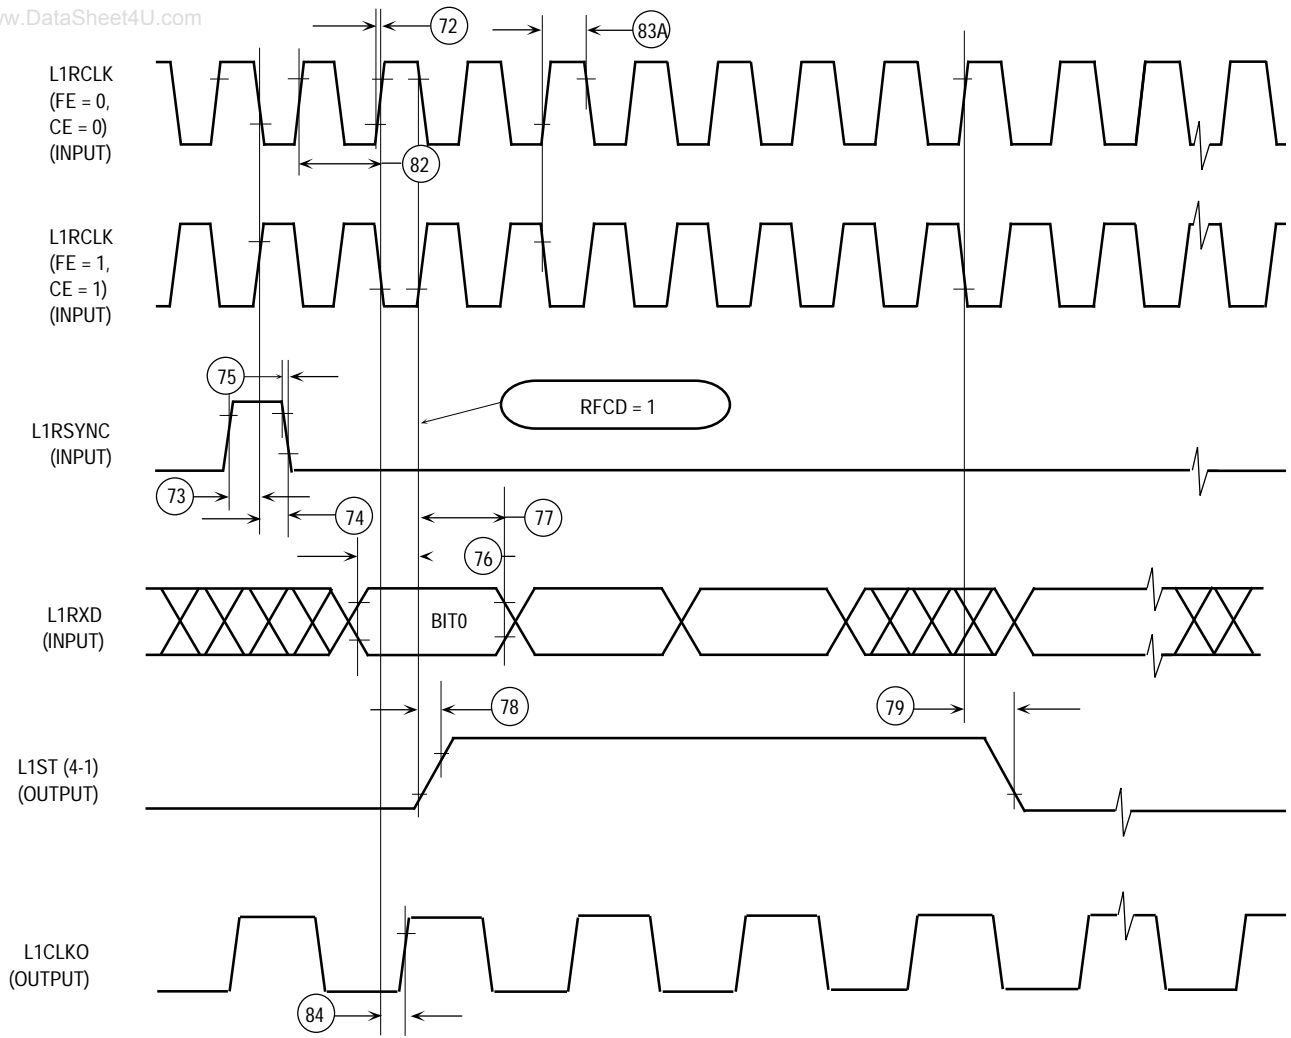 ww.DataSheet4U.com
72
83A
L1RCLK
(FE = 0,
CE = 0)
(INPUT)
82
L1RCLK
(FE = 1,
CE = 1)
(INPUT)
75
RFCD = 1
L1RSYNC
(INPUT)
73
74
77
76
L1RXD
(INPUT)
BIT0
78
79
L1ST (4-1)
(OUTPUT)
L1CLKO
(OUTPUT)
84